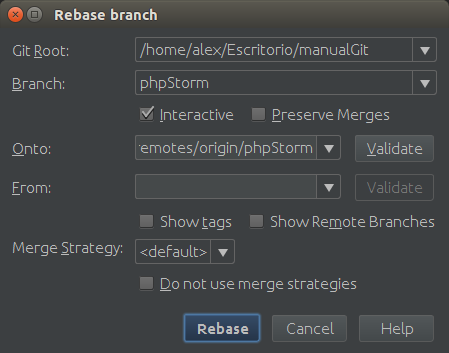 Rebase branch
Git Root: /home/alex/Escritorio/manualGit
Branch: phpStorm
Interactive Preserve Merges
Onto: remotes/origin/phpStorm Validate
From: Validate
Show tags Show Remote Branches
Merge Strategy: <default>
Do not use merge strategies
Rebase Cancel Help